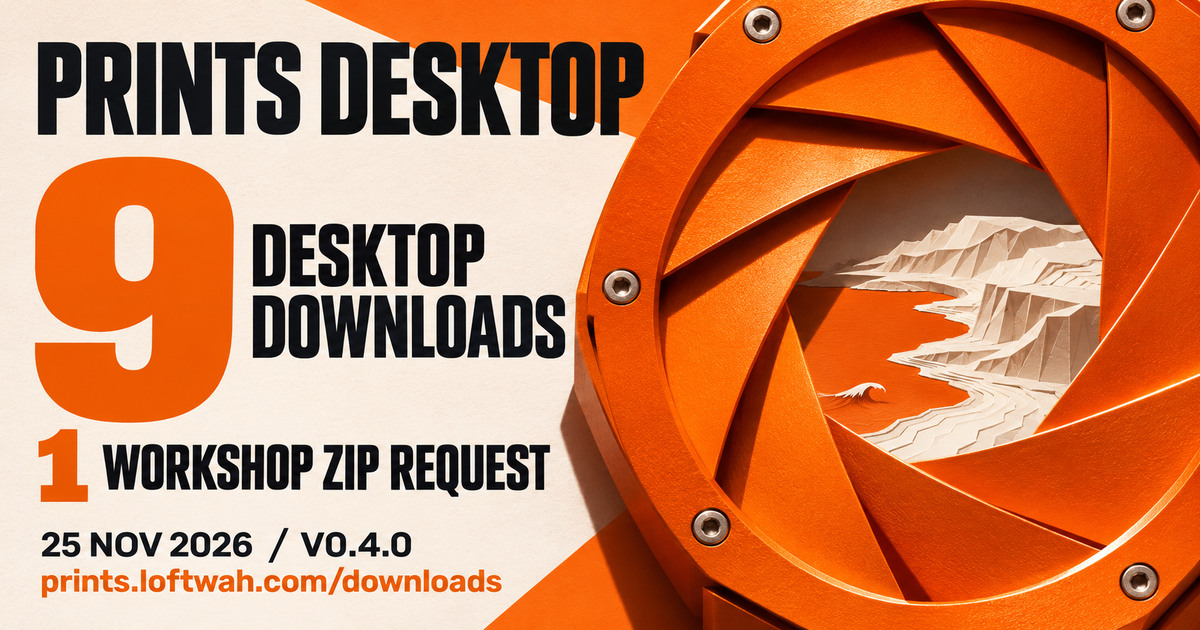 PRINTS DESKTOP
9
DESKTOP
DOWNLOADS
1 WORKSHOP ZIP REQUEST
25 NOV 2026 / V0.4.0
prints.loftwah.com/downloads